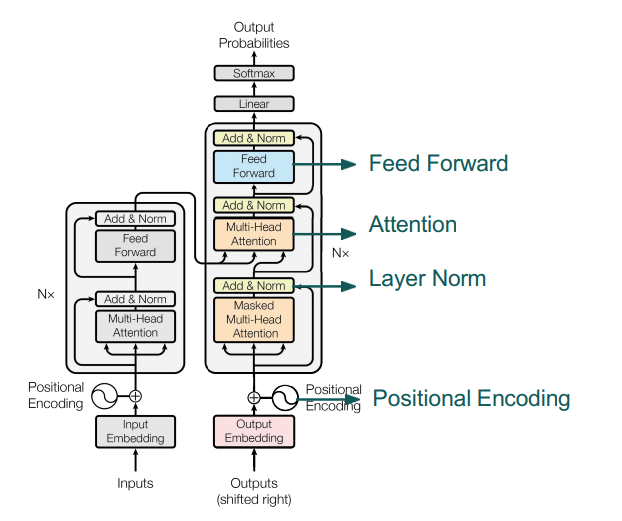 Output
Probabilities
Softmax
Linear
Add & Norm
Feed
Forward
Feed Forward
Add & Norm
Multi-Head
Attention
Attention
N×
Add & Norm
Masked
Multi-Head
Attention
Layer Norm
Add & Norm
Feed
Forward
N×
Add & Norm
Multi-Head
Attention
Positional
Encoding
Positional
Encoding
Positional Encoding
Input
Embedding
Output
Embedding
Inputs
Outputs
(shifted right)